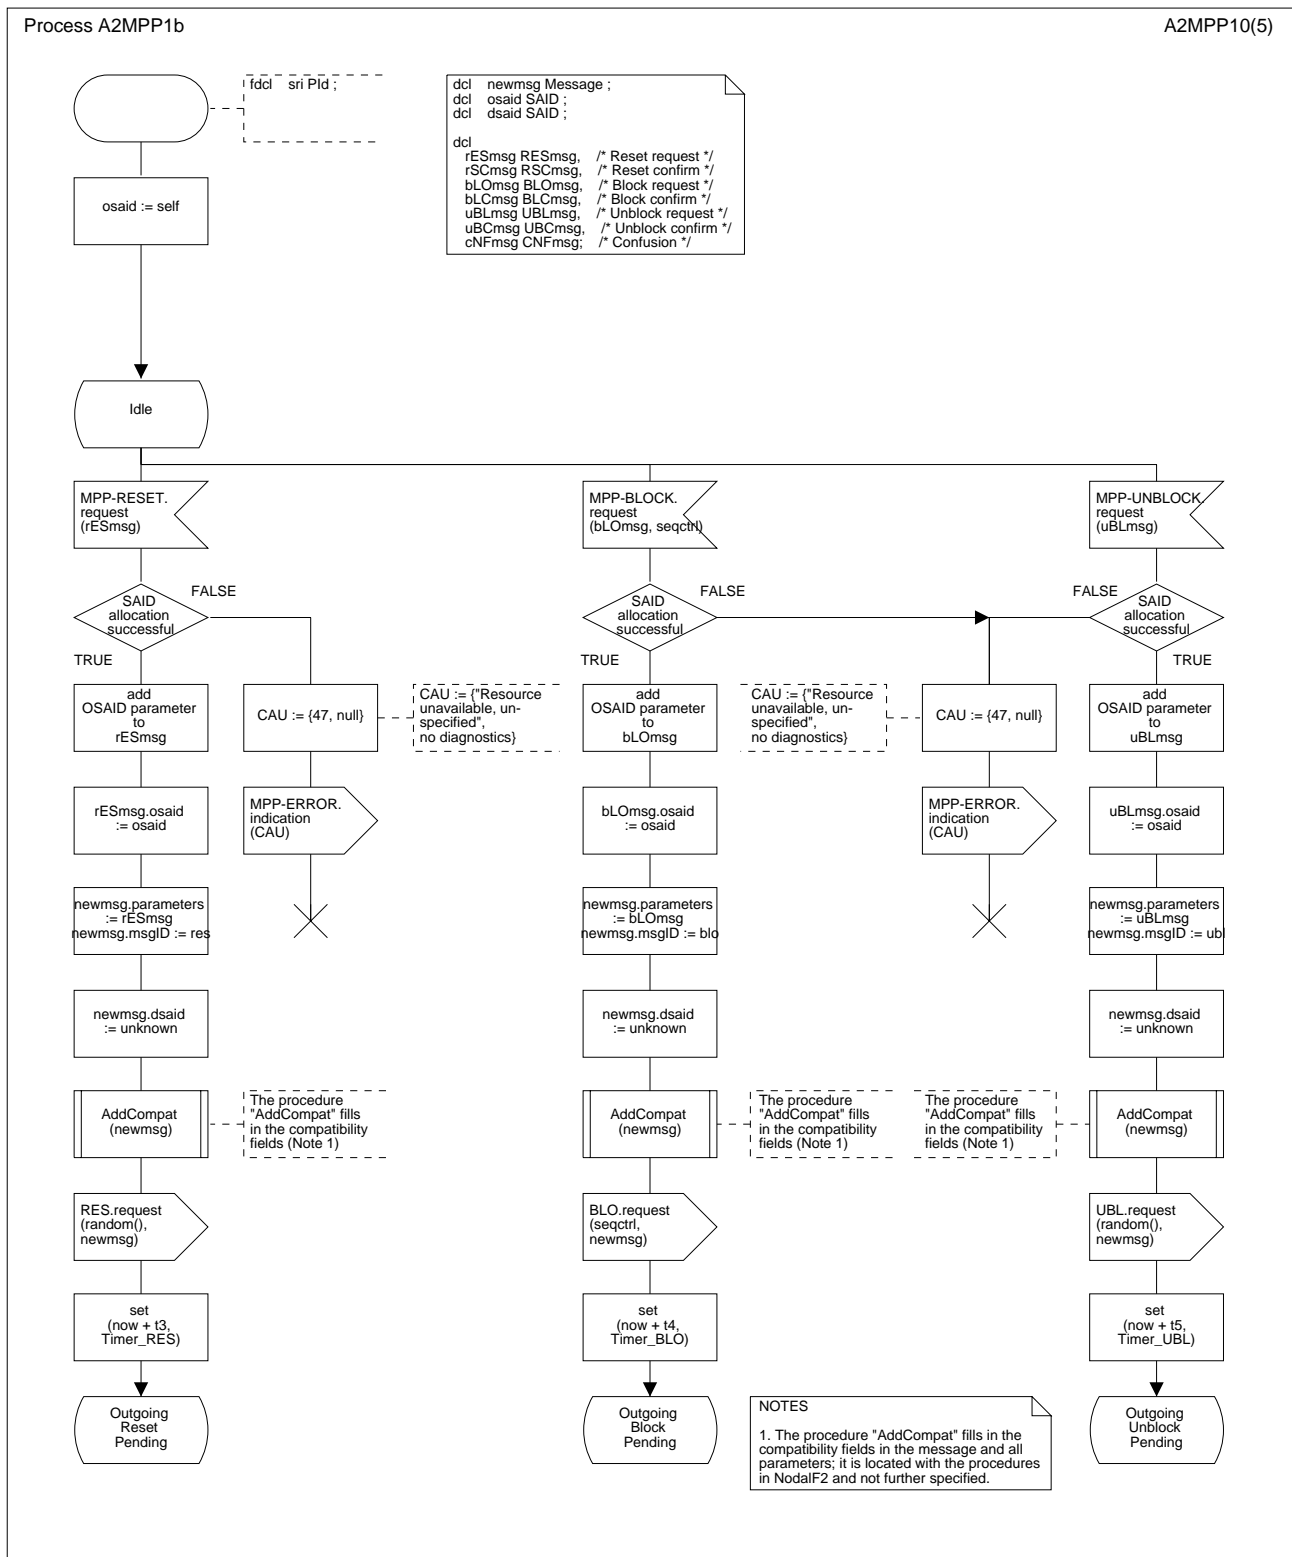 Process A2MPP1b
A2MPP10(5)
fdcl sri PId ;
dcl newmsg Message ;
dcl osaid SAID ;
dcl dsaid SAID ;
dcl
rESmsg RESmsg, /* Reset request */
rSCmsg RSCmsg, /* Reset confirm */
bLOmsg BLOmsg, /* Block request */
bLCmsg BLCmsg, /* Block confirm */
uBLmsg UBLmsg, /* Unblock request */
uBCmsg UBCmsg, /* Unblock confirm */
cNFmsg CNFmsg; /* Confusion */
osaid := self
Idle
MPP-RESET.
request
(rESmsg)
MPP-BLOCK.
request
(bLOmsg, seqctrl)
MPP-UNBLOCK.
request
(uBLmsg)
SAID
allocation
successful
FALSE
TRUE
SAID
allocation
successful
FALSE
TRUE
FALSE
SAID
allocation
successful
TRUE
add
OSAID parameter
to
rESmsg
CAU := {47, null}
CAU := {"Resource
unavailable, un-
specified",
no diagnostics}
add
OSAID parameter
to
bLOmsg
CAU := {"Resource
unavailable, un-
specified",
no diagnostics}
CAU := {47, null}
add
OSAID parameter
to
uBLmsg
rESmsg.osaid
:= osaid
MPP-ERROR.
indication
(CAU)
bLOmsg.osaid
:= osaid
MPP-ERROR.
indication
(CAU)
uBLmsg.osaid
:= osaid
newmsg.parameters
:= rESmsg
newmsg.msgID := res
newmsg.parameters
:= bLOmsg
newmsg.msgID := blo
newmsg.parameters
:= uBLmsg
newmsg.msgID := ubl
newmsg.dsaid
:= unknown
newmsg.dsaid
:= unknown
newmsg.dsaid
:= unknown
AddCompat
(newmsg)
The procedure
"AddCompat" fills
in the compatibility
fields (Note 1)
AddCompat
(newmsg)
The procedure
"AddCompat" fills
in the compatibility
fields (Note 1)
The procedure
"AddCompat" fills
in the compatibility
fields (Note 1)
AddCompat
(newmsg)
RES.request
(random(),
newmsg)
BLO.request
(seqctrl,
newmsg)
UBL.request
(random(),
newmsg)
set
(now + t3,
Timer_RES)
set
(now + t4,
Timer_BLO)
set
(now + t5,
Timer_UBL)
Outgoing
Reset
Pending
Outgoing
Block
Pending
NOTES
1. The procedure "AddCompat" fills in the
compatibility fields in the message and all
parameters; it is located with the procedures
in NodalF2 and not further specified.
Outgoing
Unblock
Pending